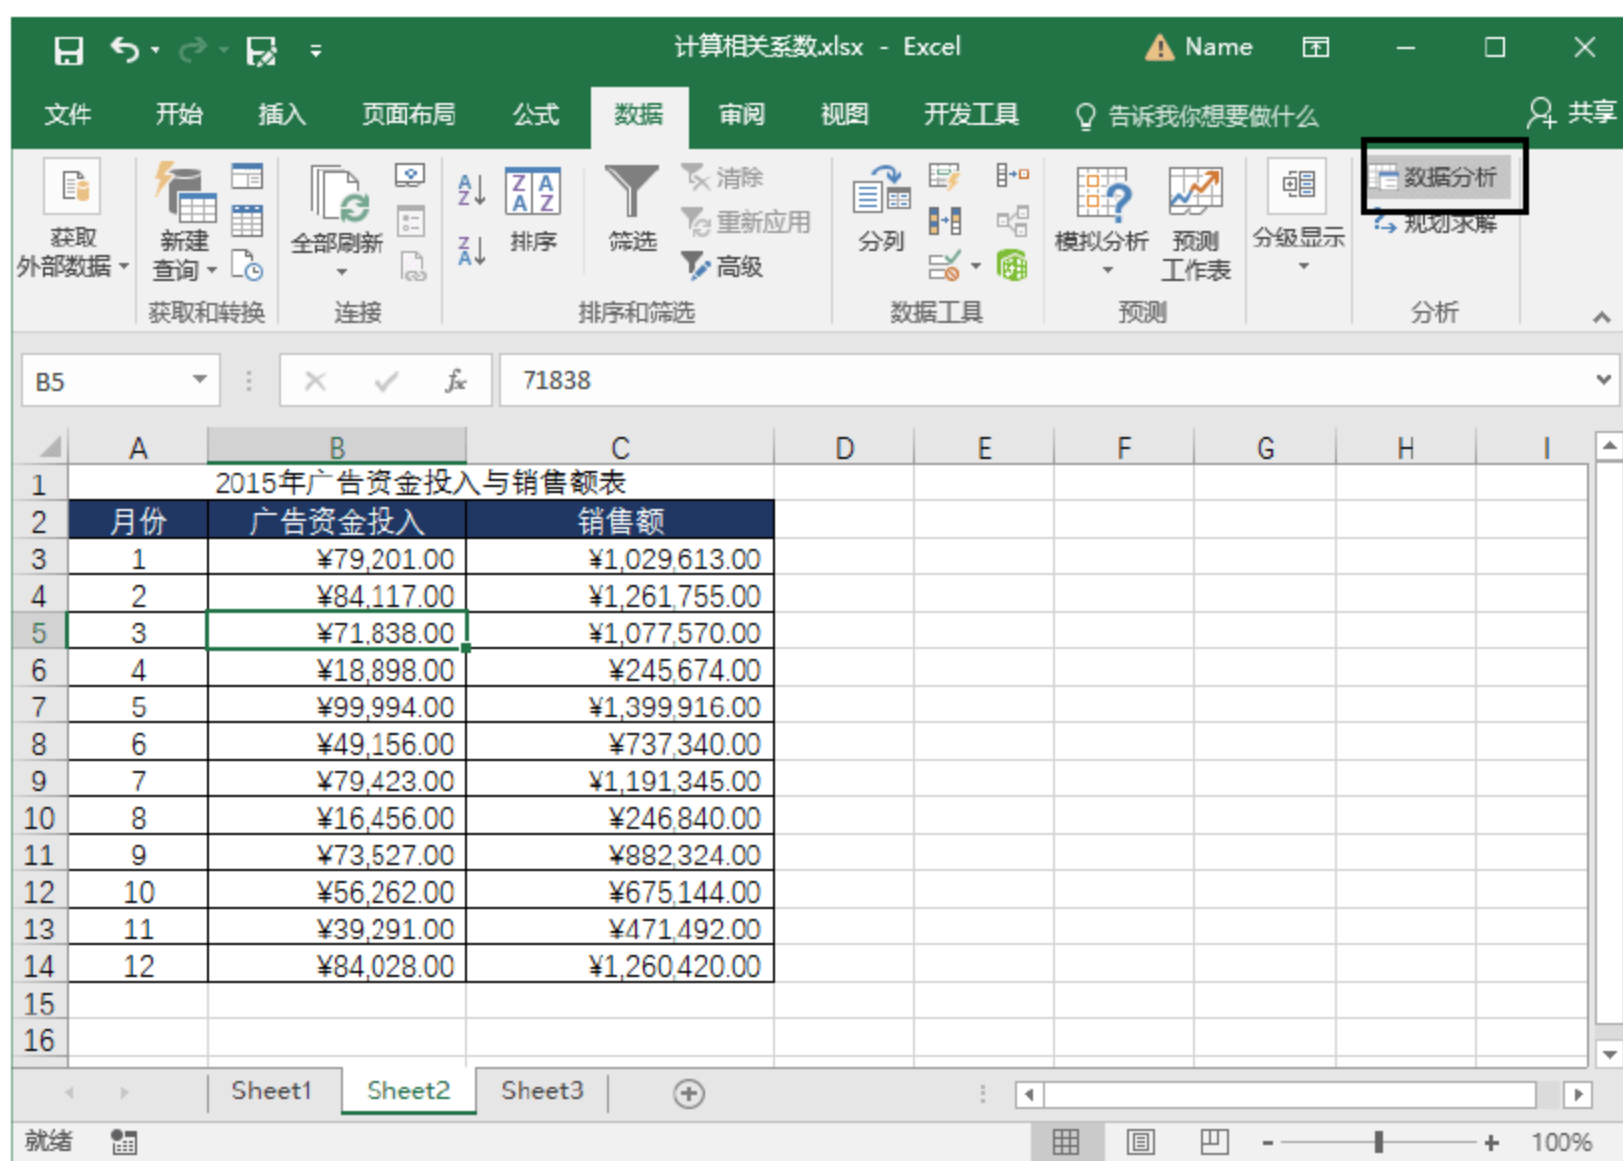 计算相关系数.xlsx - Excel
Name
文件 开始 插入 页面布局 公式 数据 审阅 视图 开发工具 告诉我你想要做什么 共享
获取
外部数据
新建
查询
获取和转换
全部刷新
连接
排序
筛选
清除
重新应用
高级
排序和筛选
分列
数据工具
模拟分析
预测
工作表
预测
分级显示
数据分析
规划求解
分析
B5 fx 71838
A B C D E F G H I
1 2015年广告资金投入与销售额表
2 月份 广告资金投入 销售额
3 1 ¥79,201.00 ¥1,029,613.00
4 2 ¥84,117.00 ¥1,261,755.00
5 3 ¥71,838.00 ¥1,077,570.00
6 4 ¥18,898.00 ¥245,674.00
7 5 ¥99,994.00 ¥1,399,916.00
8 6 ¥49,156.00 ¥737,340.00
9 7 ¥79,423.00 ¥1,191,345.00
10 8 ¥16,456.00 ¥246,840.00
11 9 ¥73,527.00 ¥882,324.00
12 10 ¥56,262.00 ¥675,144.00
13 11 ¥39,291.00 ¥471,492.00
14 12 ¥84,028.00 ¥1,260,420.00
15
16
Sheet1 Sheet2 Sheet3
就绪 100%